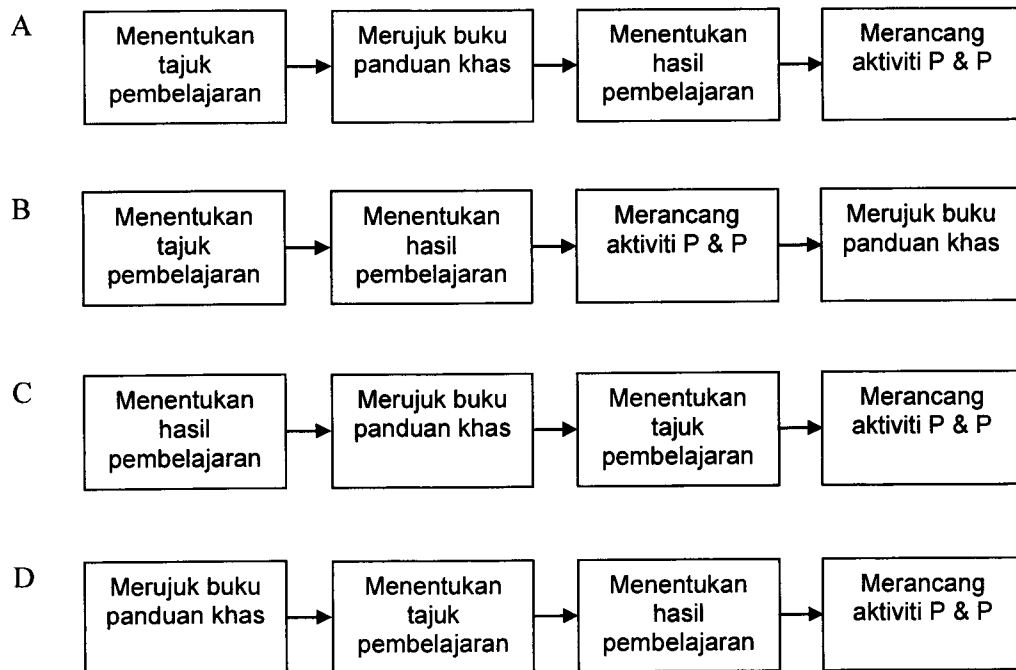 A
Menentukan
tajuk
pembelajaran
Merujuk buku
panduan khas
Menentukan
hasil
pembelajaran
Merancang
aktiviti P & P
B
Menentukan
tajuk
pembelajaran
Menentukan
hasil
pembelajaran
Merancang
aktiviti P & P
Merujuk buku
panduan khas
C
Menentukan
hasil
pembelajaran
Merujuk buku
panduan khas
Menentukan
tajuk
pembelajaran
Merancang
aktiviti P & P
D
Merujuk buku
panduan khas
Menentukan
tajuk
pembelajaran
Menentukan
hasil
pembelajaran
Merancang
aktiviti P & P